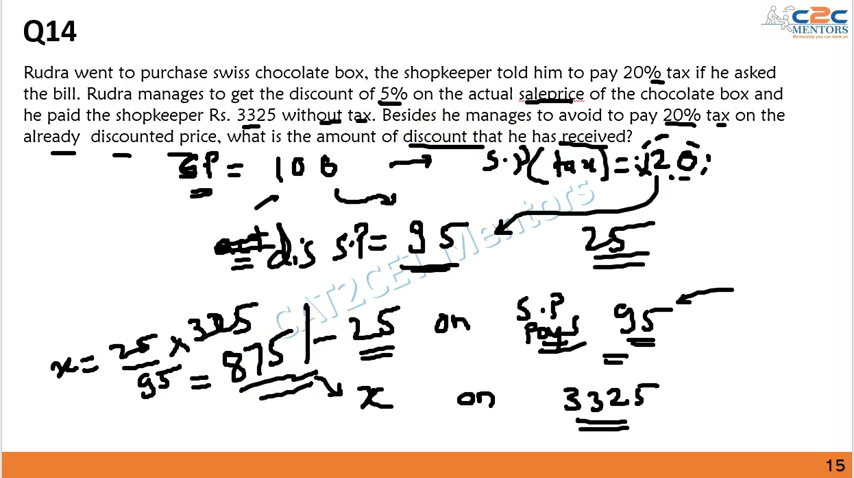 Q14
C2C
MENTORS
Mentorship you can bank on
Rudra went to purchase swiss chocolate box, the shopkeeper told him to pay 20% tax if he asked
the bill. Rudra manages to get the discount of 5% on the actual saleprice of the chocolate box and
he paid the shopkeeper Rs. 3325 without tax. Besides he manages to avoid to pay 20% tax on the
already discounted price, what is the amount of discount that he has received?
SP = 100 → S.P (tax) = 120
dis S.P = 95 25
CAT2CET Mentors
x = 25/95 × 3325 = 875 25 on S.P Pays 95
x on 3325
15